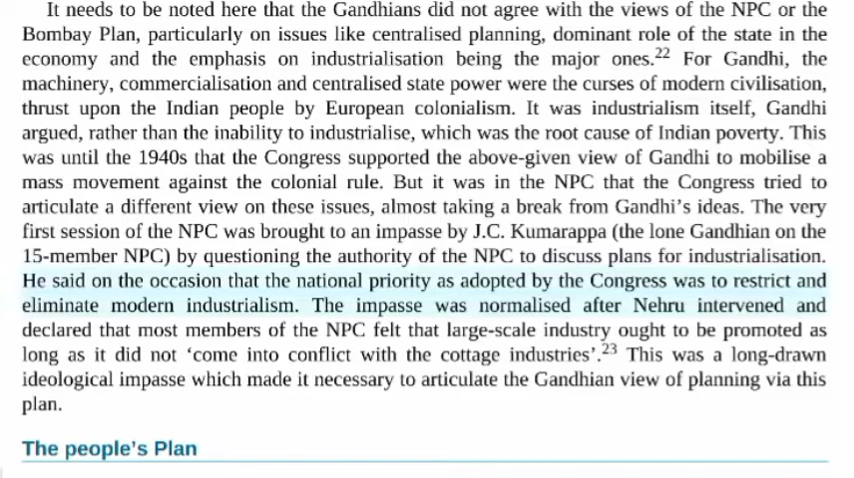 It needs to be noted here that the Gandhians did not agree with the views of the NPC or the
Bombay Plan, particularly on issues like centralised planning, dominant role of the state in the
economy and the emphasis on industrialisation being the major ones.22 For Gandhi, the
machinery, commercialisation and centralised state power were the curses of modern civilisation,
thrust upon the Indian people by European colonialism. It was industrialism itself, Gandhi
argued, rather than the inability to industrialise, which was the root cause of Indian poverty. This
was until the 1940s that the Congress supported the above-given view of Gandhi to mobilise a
mass movement against the colonial rule. But it was in the NPC that the Congress tried to
articulate a different view on these issues, almost taking a break from Gandhi’s ideas. The very
first session of the NPC was brought to an impasse by J.C. Kumarappa (the lone Gandhian on the
15-member NPC) by questioning the authority of the NPC to discuss plans for industrialisation.
He said on the occasion that the national priority as adopted by the Congress was to restrict and
eliminate modern industrialism. The impasse was normalised after Nehru intervened and
declared that most members of the NPC felt that large-scale industry ought to be promoted as
long as it did not ‘come into conflict with the cottage industries’.23 This was a long-drawn
ideological impasse which made it necessary to articulate the Gandhian view of planning via this
plan.
The people’s Plan